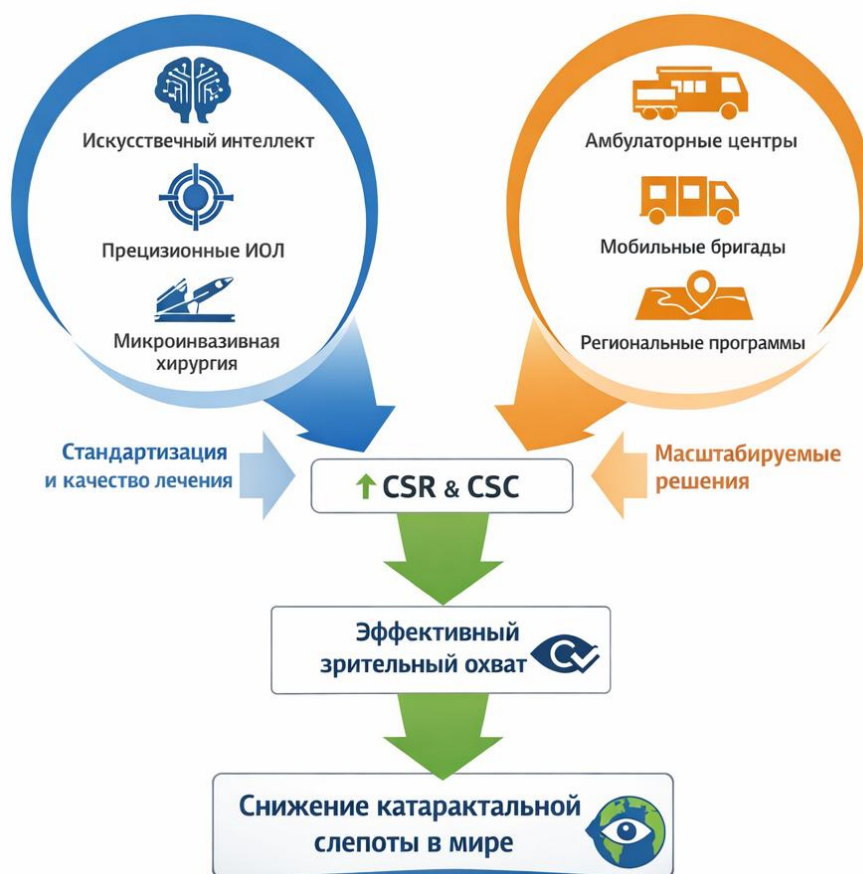 Искусствечный интеллект
Прецизионные ИОЛ
Микроинвазивная
хирургия
Амбулаторные центры
Мобильные бригады
Региональные программы
Стандартизация
и качество лечения
↑ CSR & CSC
Масштабируемые
решения
Эффективный
зрительный охват
Снижение катарактальной
слепоты в мире